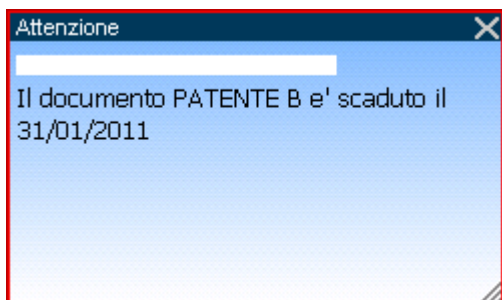 Attenzione
Il documento PATENTE B e' scaduto il
31/01/2011